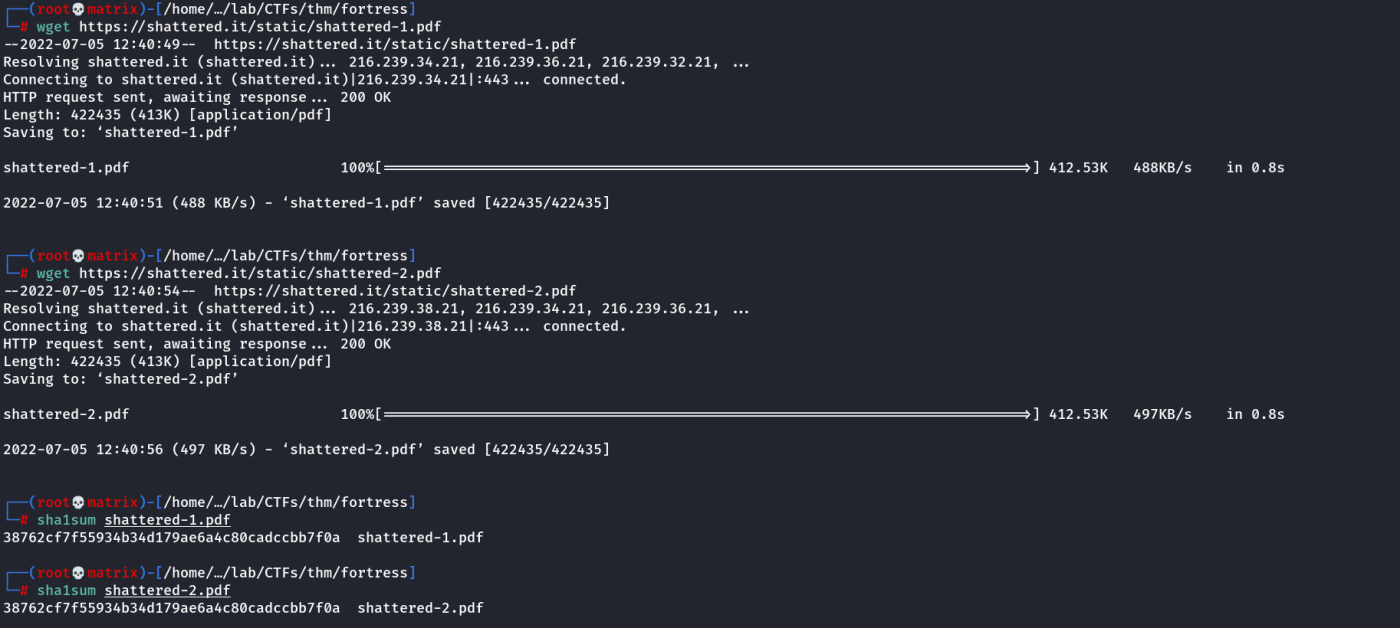 ┌──(root💀matrix)-[/home/…/lab/CTFs/thm/fortress]
└─# wget https://shattered.it/static/shattered-1.pdf
--2022-07-05 12:40:49--  https://shattered.it/static/shattered-1.pdf
Resolving shattered.it (shattered.it)... 216.239.34.21, 216.239.36.21, 216.239.32.21, ...
Connecting to shattered.it (shattered.it)|216.239.34.21|:443... connected.
HTTP request sent, awaiting response... 200 OK
Length: 422435 (413K) [application/pdf]
Saving to: ‘shattered-1.pdf’
shattered-1.pdf 100%[===================>] 412.53K 488KB/s in 0.8s
2022-07-05 12:40:51 (488 KB/s) - ‘shattered-1.pdf’ saved [422435/422435]
┌──(root💀matrix)-[/home/…/lab/CTFs/thm/fortress]
└─# wget https://shattered.it/static/shattered-2.pdf
--2022-07-05 12:40:54--  https://shattered.it/static/shattered-2.pdf
Resolving shattered.it (shattered.it)... 216.239.38.21, 216.239.34.21, 216.239.36.21, ...
Connecting to shattered.it (shattered.it)|216.239.38.21|:443... connected.
HTTP request sent, awaiting response... 200 OK
Length: 422435 (413K) [application/pdf]
Saving to: ‘shattered-2.pdf’
shattered-2.pdf 100%[===================>] 412.53K 497KB/s in 0.8s
2022-07-05 12:40:56 (497 KB/s) - ‘shattered-2.pdf’ saved [422435/422435]
┌──(root💀matrix)-[/home/…/lab/CTFs/thm/fortress]
└─# sha1sum shattered-1.pdf
38762cf7f55934b34d179ae6a4c80cadccbb7f0a  shattered-1.pdf
┌──(root💀matrix)-[/home/…/lab/CTFs/thm/fortress]
└─# sha1sum shattered-2.pdf
38762cf7f55934b34d179ae6a4c80cadccbb7f0a  shattered-2.pdf